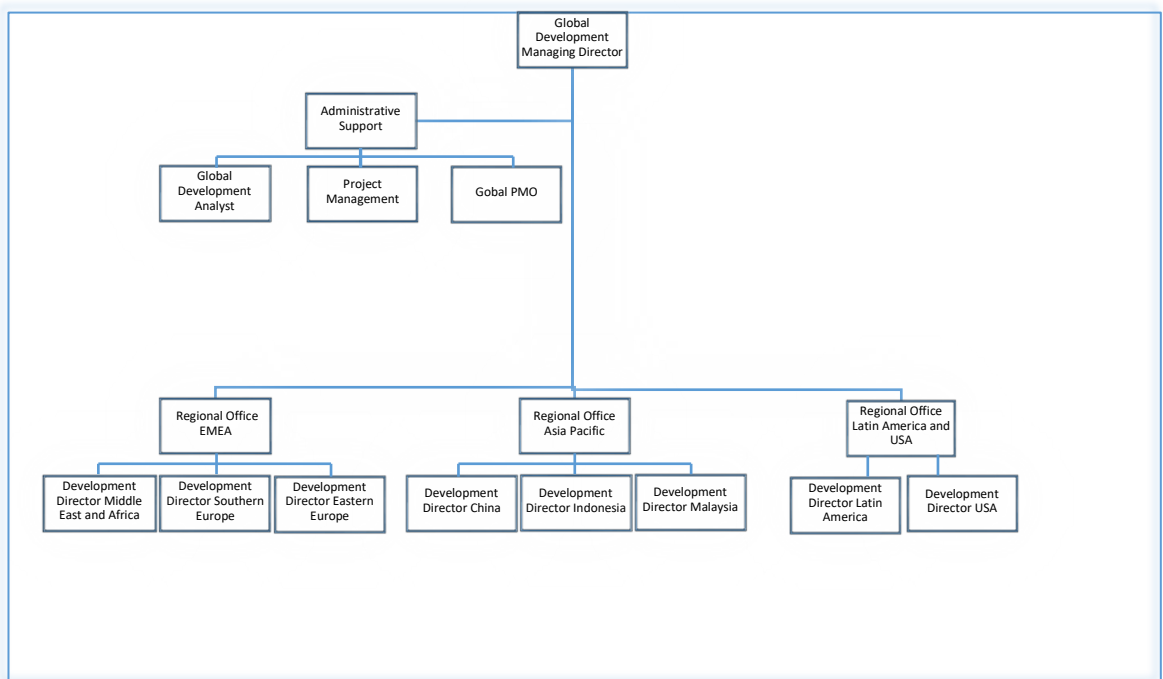 Global
Development
Managing Director
Administrative
Support
Global
Development
Analyst
Project
Management
Gobal PMO
Regional Office
EMEA
Regional Office
Asia Pacific
Regional Office
Latin America and
USA
Development
Director Middle
East and Africa
Development
Director Southern
Europe
Development
Director Eastern
Europe
Development
Director China
Development
Director Indonesia
Development
Director Malaysia
Development
Director Latin
America
Development
Director USA